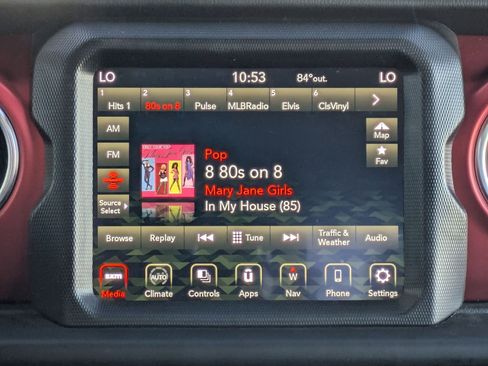 LO 10:53 84°out. LO
1 2 3 4 5 6
Hits 1 80s on 8 Pulse MLBRadio Elvis ClsVinyl
AM
Map
FM
Pop
Fav
8 80s on 8
Mary Jane Girls
Source
Select
In My House (85)
Browse Replay Tune Traffic & Weather Audio
SXM AUTO W
Media Climate Controls Apps Nav Phone Settings